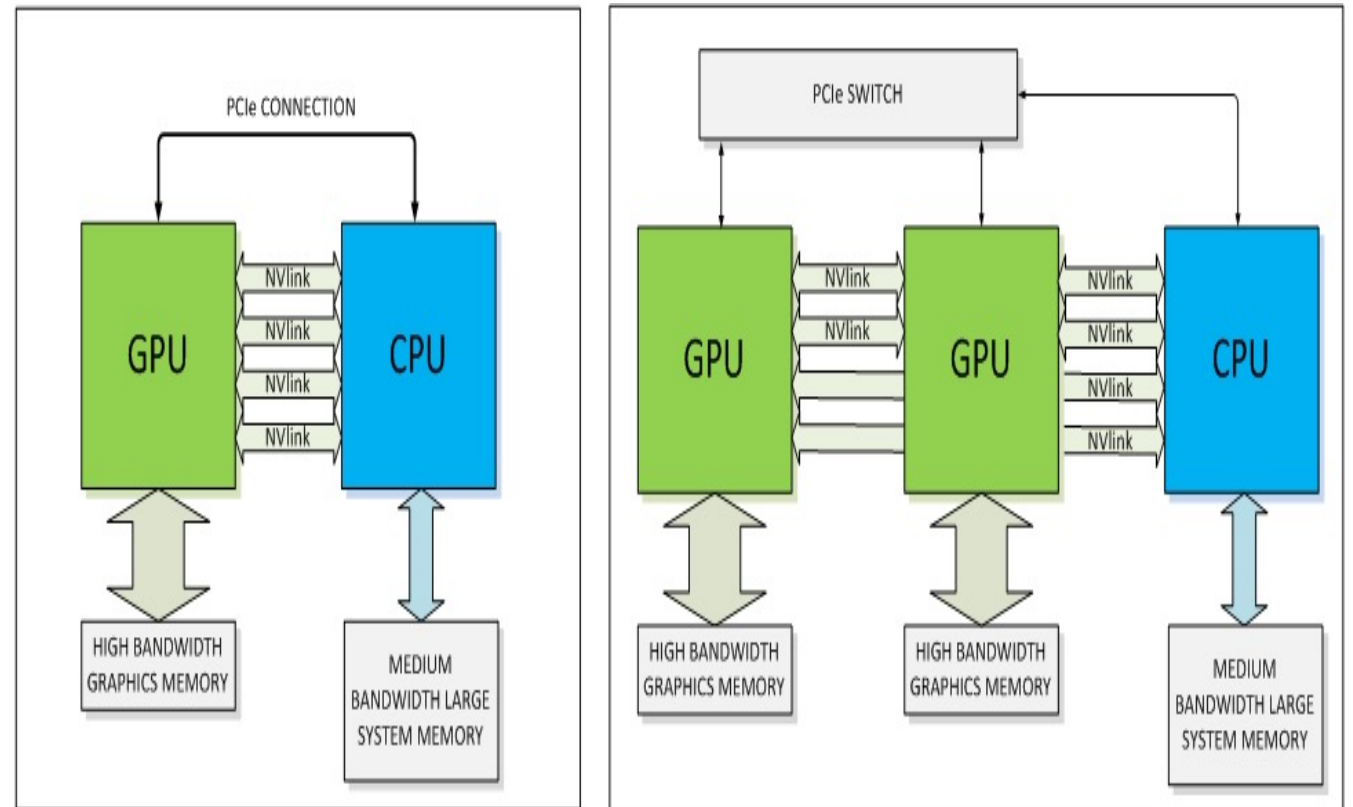 PCIe CONNECTION
GPU
NVlink
NVlink
NVlink
NVlink
CPU
HIGH BANDWIDTH
GRAPHICS MEMORY
MEDIUM
BANDWIDTH LARGE
SYSTEM MEMORY
PCIe SWITCH
GPU
NVlink
NVlink
GPU
NVlink
NVlink
NVlink
NVlink
CPU
HIGH BANDWIDTH
GRAPHICS MEMORY
HIGH BANDWIDTH
GRAPHICS MEMORY
MEDIUM
BANDWIDTH LARGE
SYSTEM MEMORY